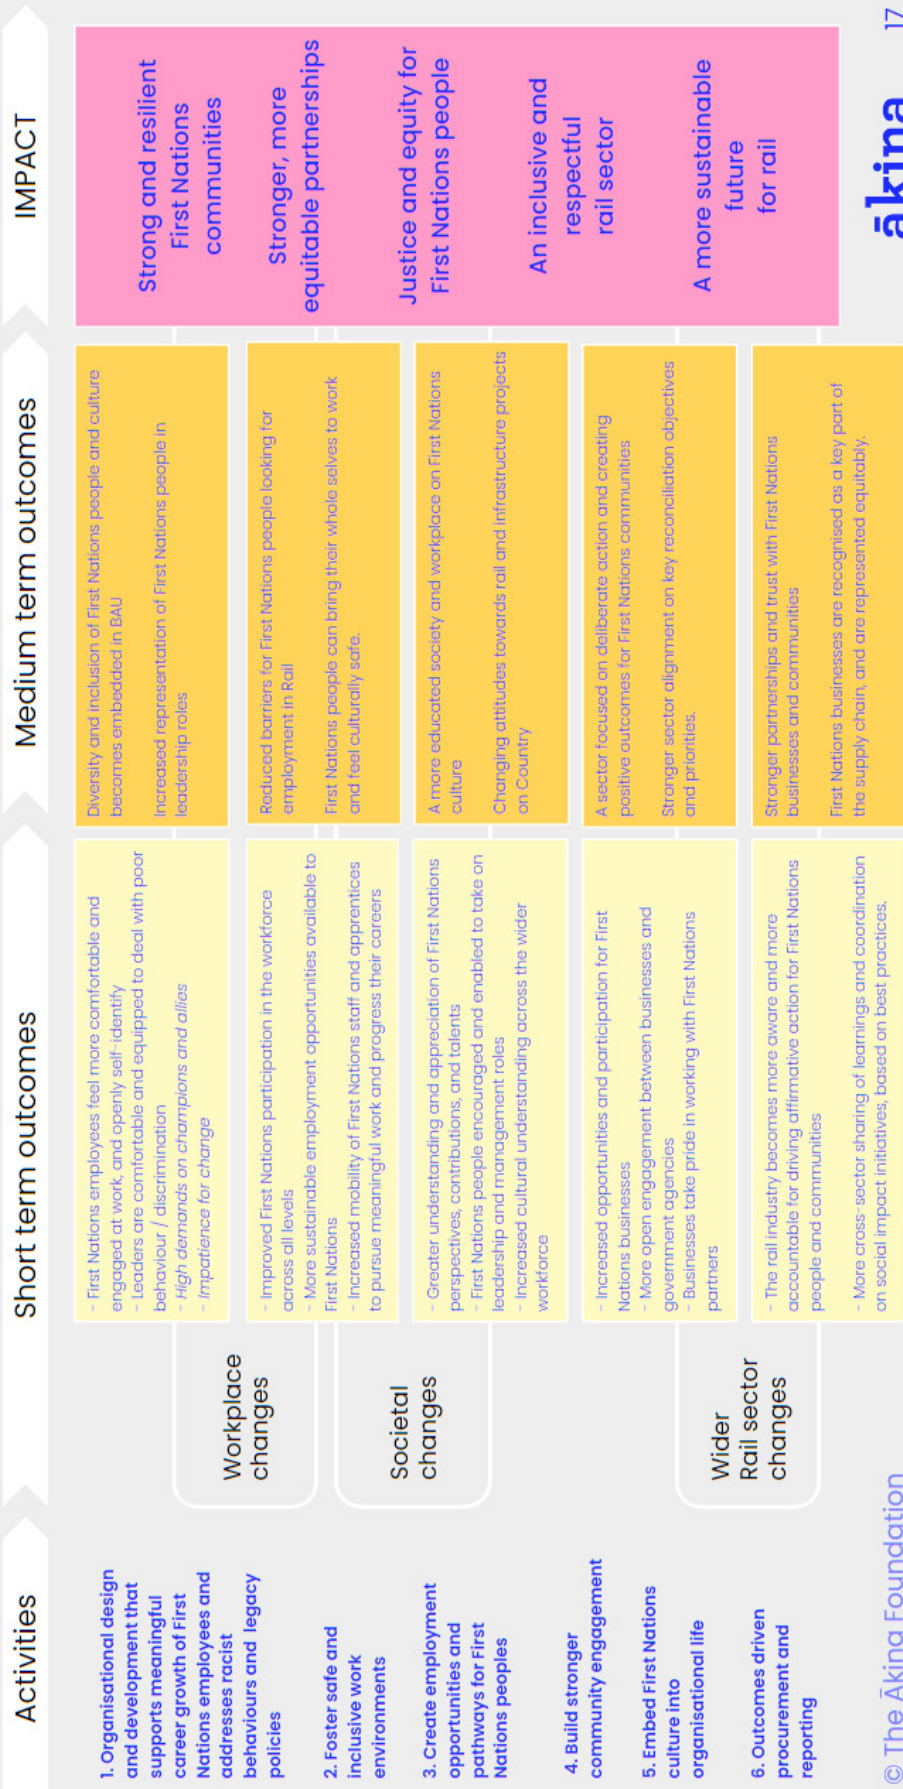 Activities
Short term outcomes
Medium term outcomes
IMPACT
1. Organisational design
and development that
supports meaningful
career growth of First
Nations employees and
addresses racist
behaviours and legacy
policies
2. Foster safe and
inclusive work
environments
3. Create employment
opportunities and
pathways for First
Nations peoples
4. Build stronger
community engagement
5. Embed First Nations
culture into
organisational life
6. Outcomes driven
procurement and
reporting
Workplace
changes
Societal
changes
Wider
Rail sector
changes
- First Nations employees feel more comfortable and
engaged at work, and openly self-identify
- Leaders are comfortable and equipped to deal with poor
behaviour / discrimination
- High demands on champions and allies
- Impatience for change
- Improved First Nations participation in the workforce
across all levels
- More sustainable employment opportunities available to
First Nations
- Increased mobility of First Nations staff and apprentices
to pursue meaningful work and progress their careers
- Greater understanding and appreciation of First Nations
perspectives, contributions, and talents
- First Nations people encouraged and enabled to take on
leadership and management roles
- Increased cultural understanding across the wider
workforce
- Increased opportunities and participation for First
Nations businesses
- More open engagement between businesses and
government agencies
- Businesses take pride in working with First Nations
partners
- The rail industry becomes more aware and more
accountable for driving affirmative action for First Nations
people and communities
- More cross-sector sharing of learnings and coordination
on social impact initiatives, based on best practices.
Diversity and inclusion of First Nations people and culture
becomes embedded in BAU
Increased representation of First Nations people in
leadership roles
Reduced barriers for First Nations people looking for
employment in Rail
First Nations people can bring their whole selves to work
and feel culturally safe.
A more educated society and workplace on First Nations
culture
Changing attitudes towards rail and infrastructure projects
on Country
A sector focused on deliberate action and creating
positive outcomes for First Nations communities
Stronger sector alignment on key reconciliation objectives
and priorities.
Stronger partnerships and trust with First Nations
businesses and communities
First Nations businesses are recognised as a key part of
the supply chain, and are represented equitably.
Strong and resilient
First Nations
communities
Stronger, more
equitable partnerships
Justice and equity for
First Nations people
An inclusive and
respectful
rail sector
A more sustainable
future
for rail
© The Ākina Foundation
ākina
17